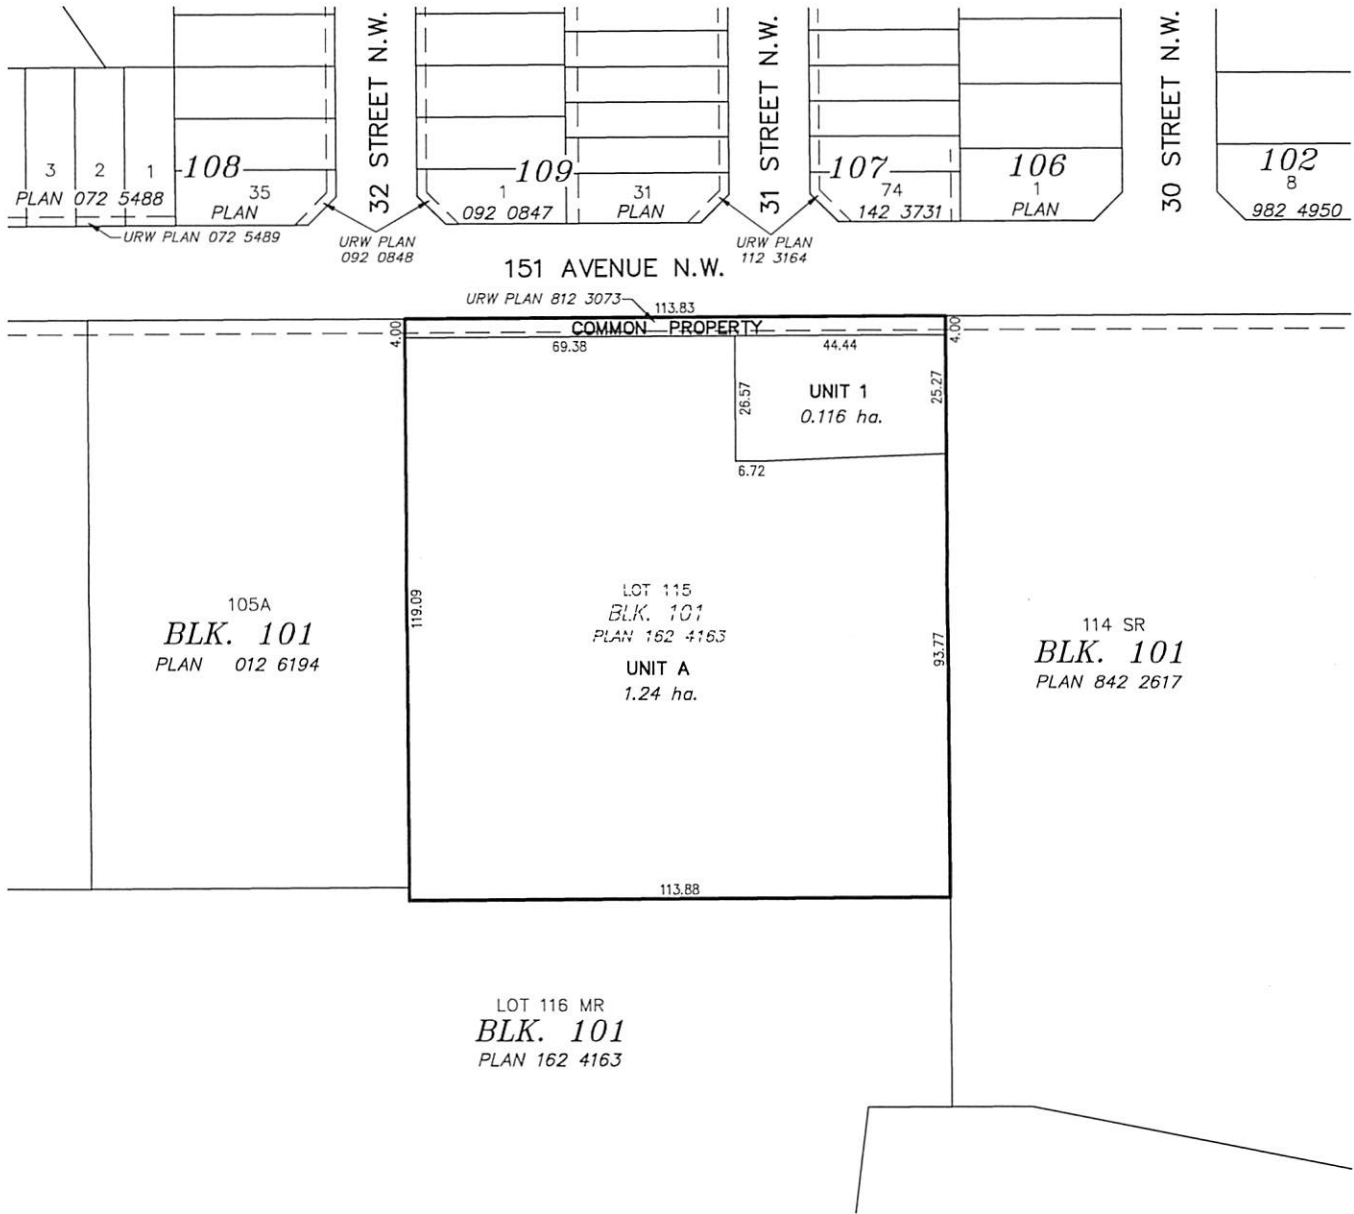 32 STREET N.W.
31 STREET N.W.
30 STREET N.W.
3 2 1
PLAN 072 5488
108
35
PLAN
URW PLAN 072 5489
109
1
092 0847
31
PLAN
107
74
142 3731
106
1
PLAN
102
8
982 4950
URW PLAN
092 0848
URW PLAN
112 3164
151 AVENUE N.W.
URW PLAN 812 3073
113.83
4.00
COMMON PROPERTY
4.00
69.38
44.44
26.57
UNIT 1
0.116 ha.
25.27
6.72
119.09
93.77
105A
BLK. 101
PLAN 012 6194
LOT 115
BLK. 101
PLAN 162 4163
UNIT A
1.24 ha.
114 SR
BLK. 101
PLAN 842 2617
113.88
LOT 116 MR
BLK. 101
PLAN 162 4163